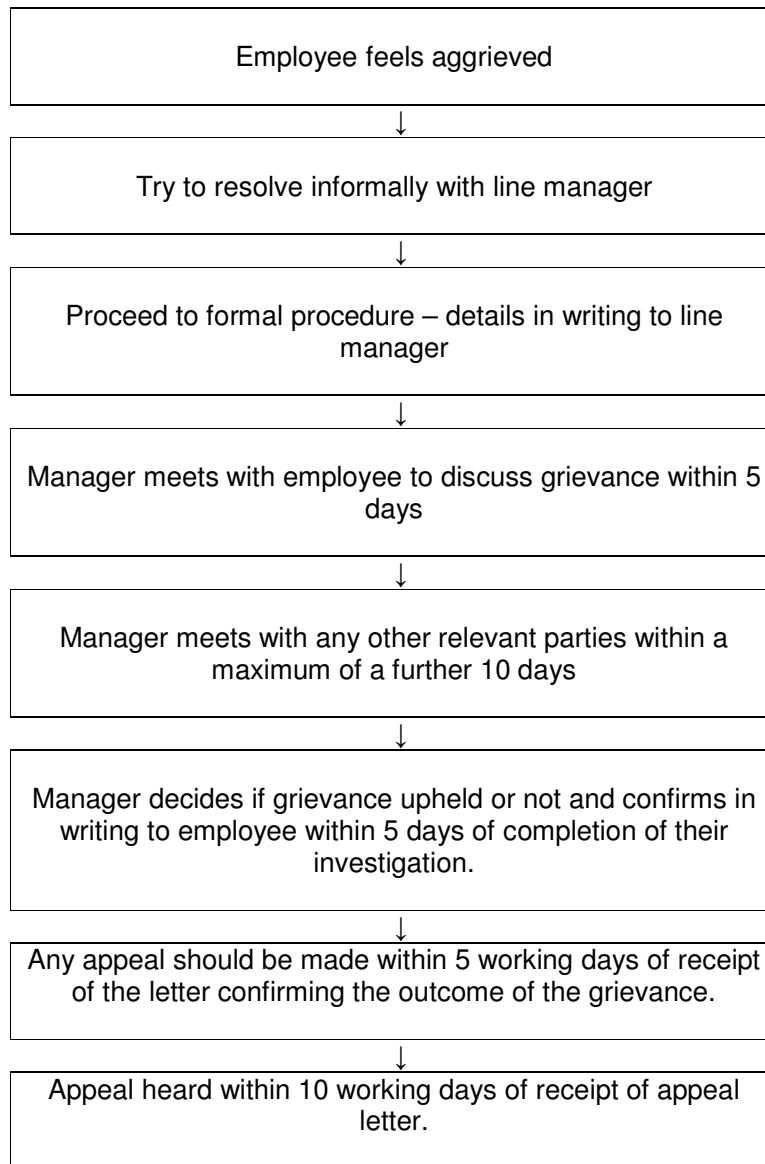 Employee feels aggrieved
↓
Try to resolve informally with line manager
↓
Proceed to formal procedure – details in writing to line
manager
↓
Manager meets with employee to discuss grievance within 5
days
↓
Manager meets with any other relevant parties within a
maximum of a further 10 days
↓
Manager decides if grievance upheld or not and confirms in
writing to employee within 5 days of completion of their
investigation.
↓
Any appeal should be made within 5 working days of receipt
of the letter confirming the outcome of the grievance.
↓
Appeal heard within 10 working days of receipt of appeal
letter.